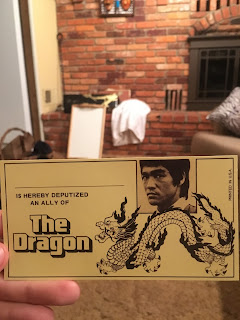 IS HEREBY DEPUTIZED
AN ALLY OF
The
Dragon
PRINTED IN U.S.A.